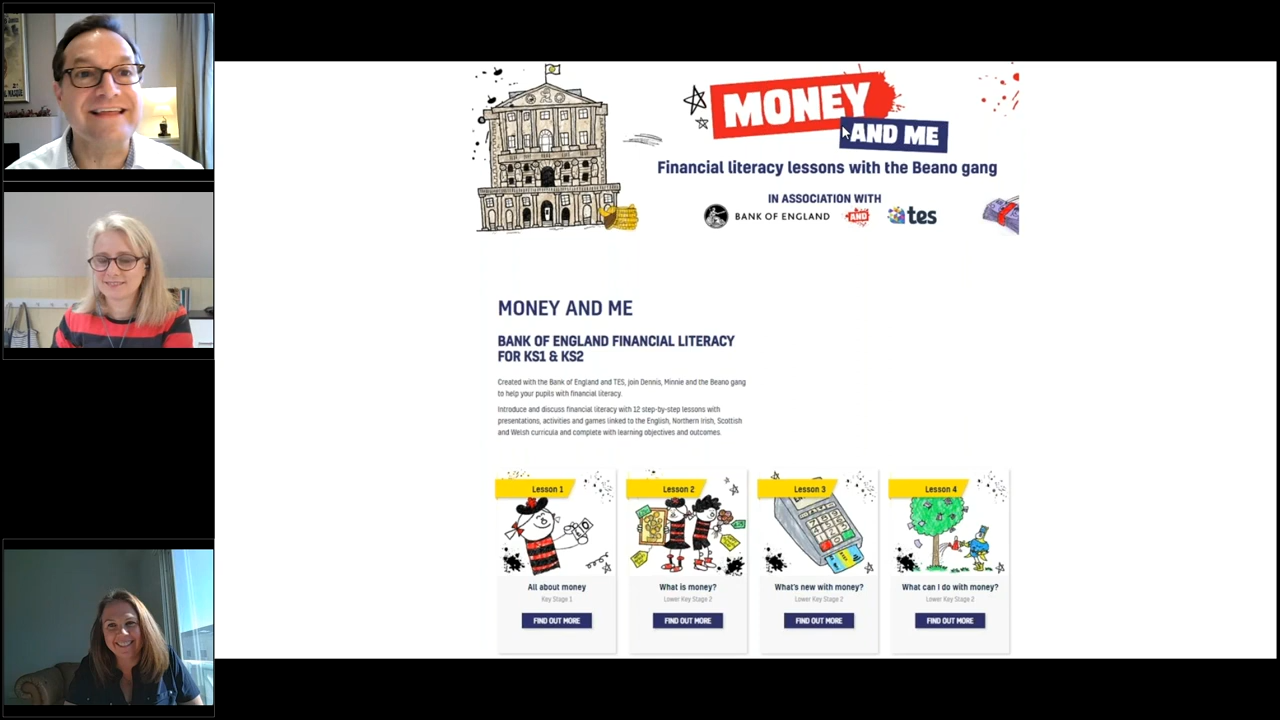 MONEY
AND ME
Financial literacy lessons with the Beano gang
IN ASSOCIATION WITH
BANK OF ENGLAND AND tes
MONEY AND ME
BANK OF ENGLAND FINANCIAL LITERACY
FOR KS1 & KS2
Created with the Bank of England and TES, join Dennis, Minnie and the Beano gang
to help your pupils with financial literacy.
Introduce and discuss financial literacy with 12 step-by-step lessons with
presentations, activities and games linked to the English, Northern Irish, Scottish
and Welsh curricula and complete with learning objectives and outcomes.
Lesson 1
All about money
Key Stage 1
FIND OUT MORE
Lesson 2
What is money?
Lower Key Stage 2
FIND OUT MORE
Lesson 3
What's new with money?
Lower Key Stage 2
FIND OUT MORE
Lesson 4
What can I do with money?
Lower Key Stage 2
FIND OUT MORE